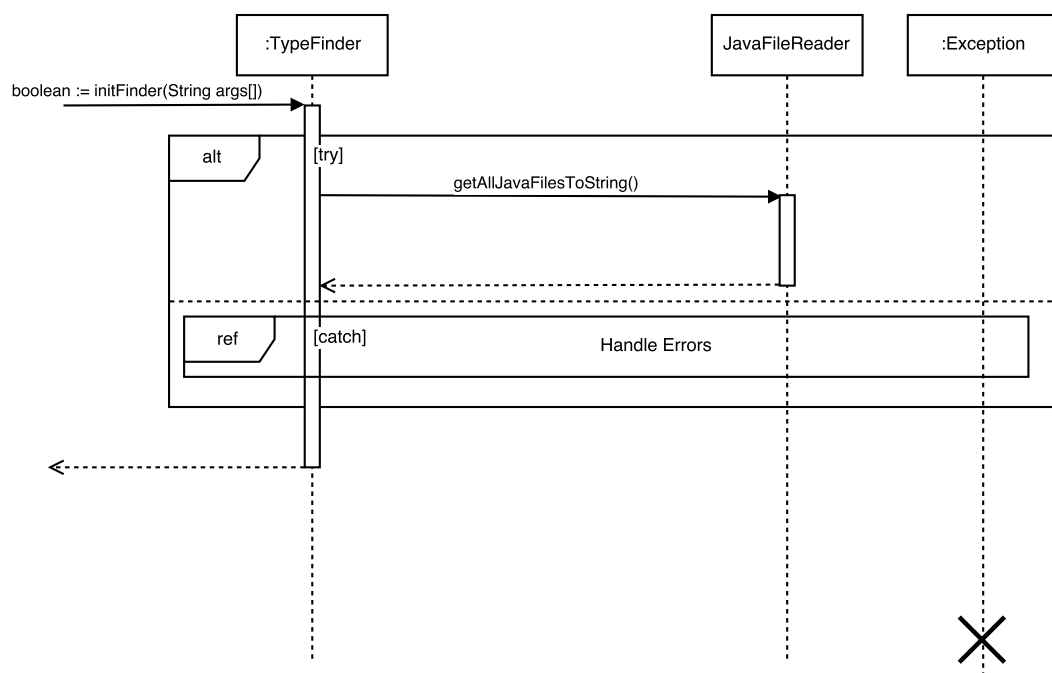 :TypeFinder
JavaFileReader
:Exception
boolean := initFinder(String args[])
alt
[try]
getAllJavaFilesToString()
ref
[catch]
Handle Errors